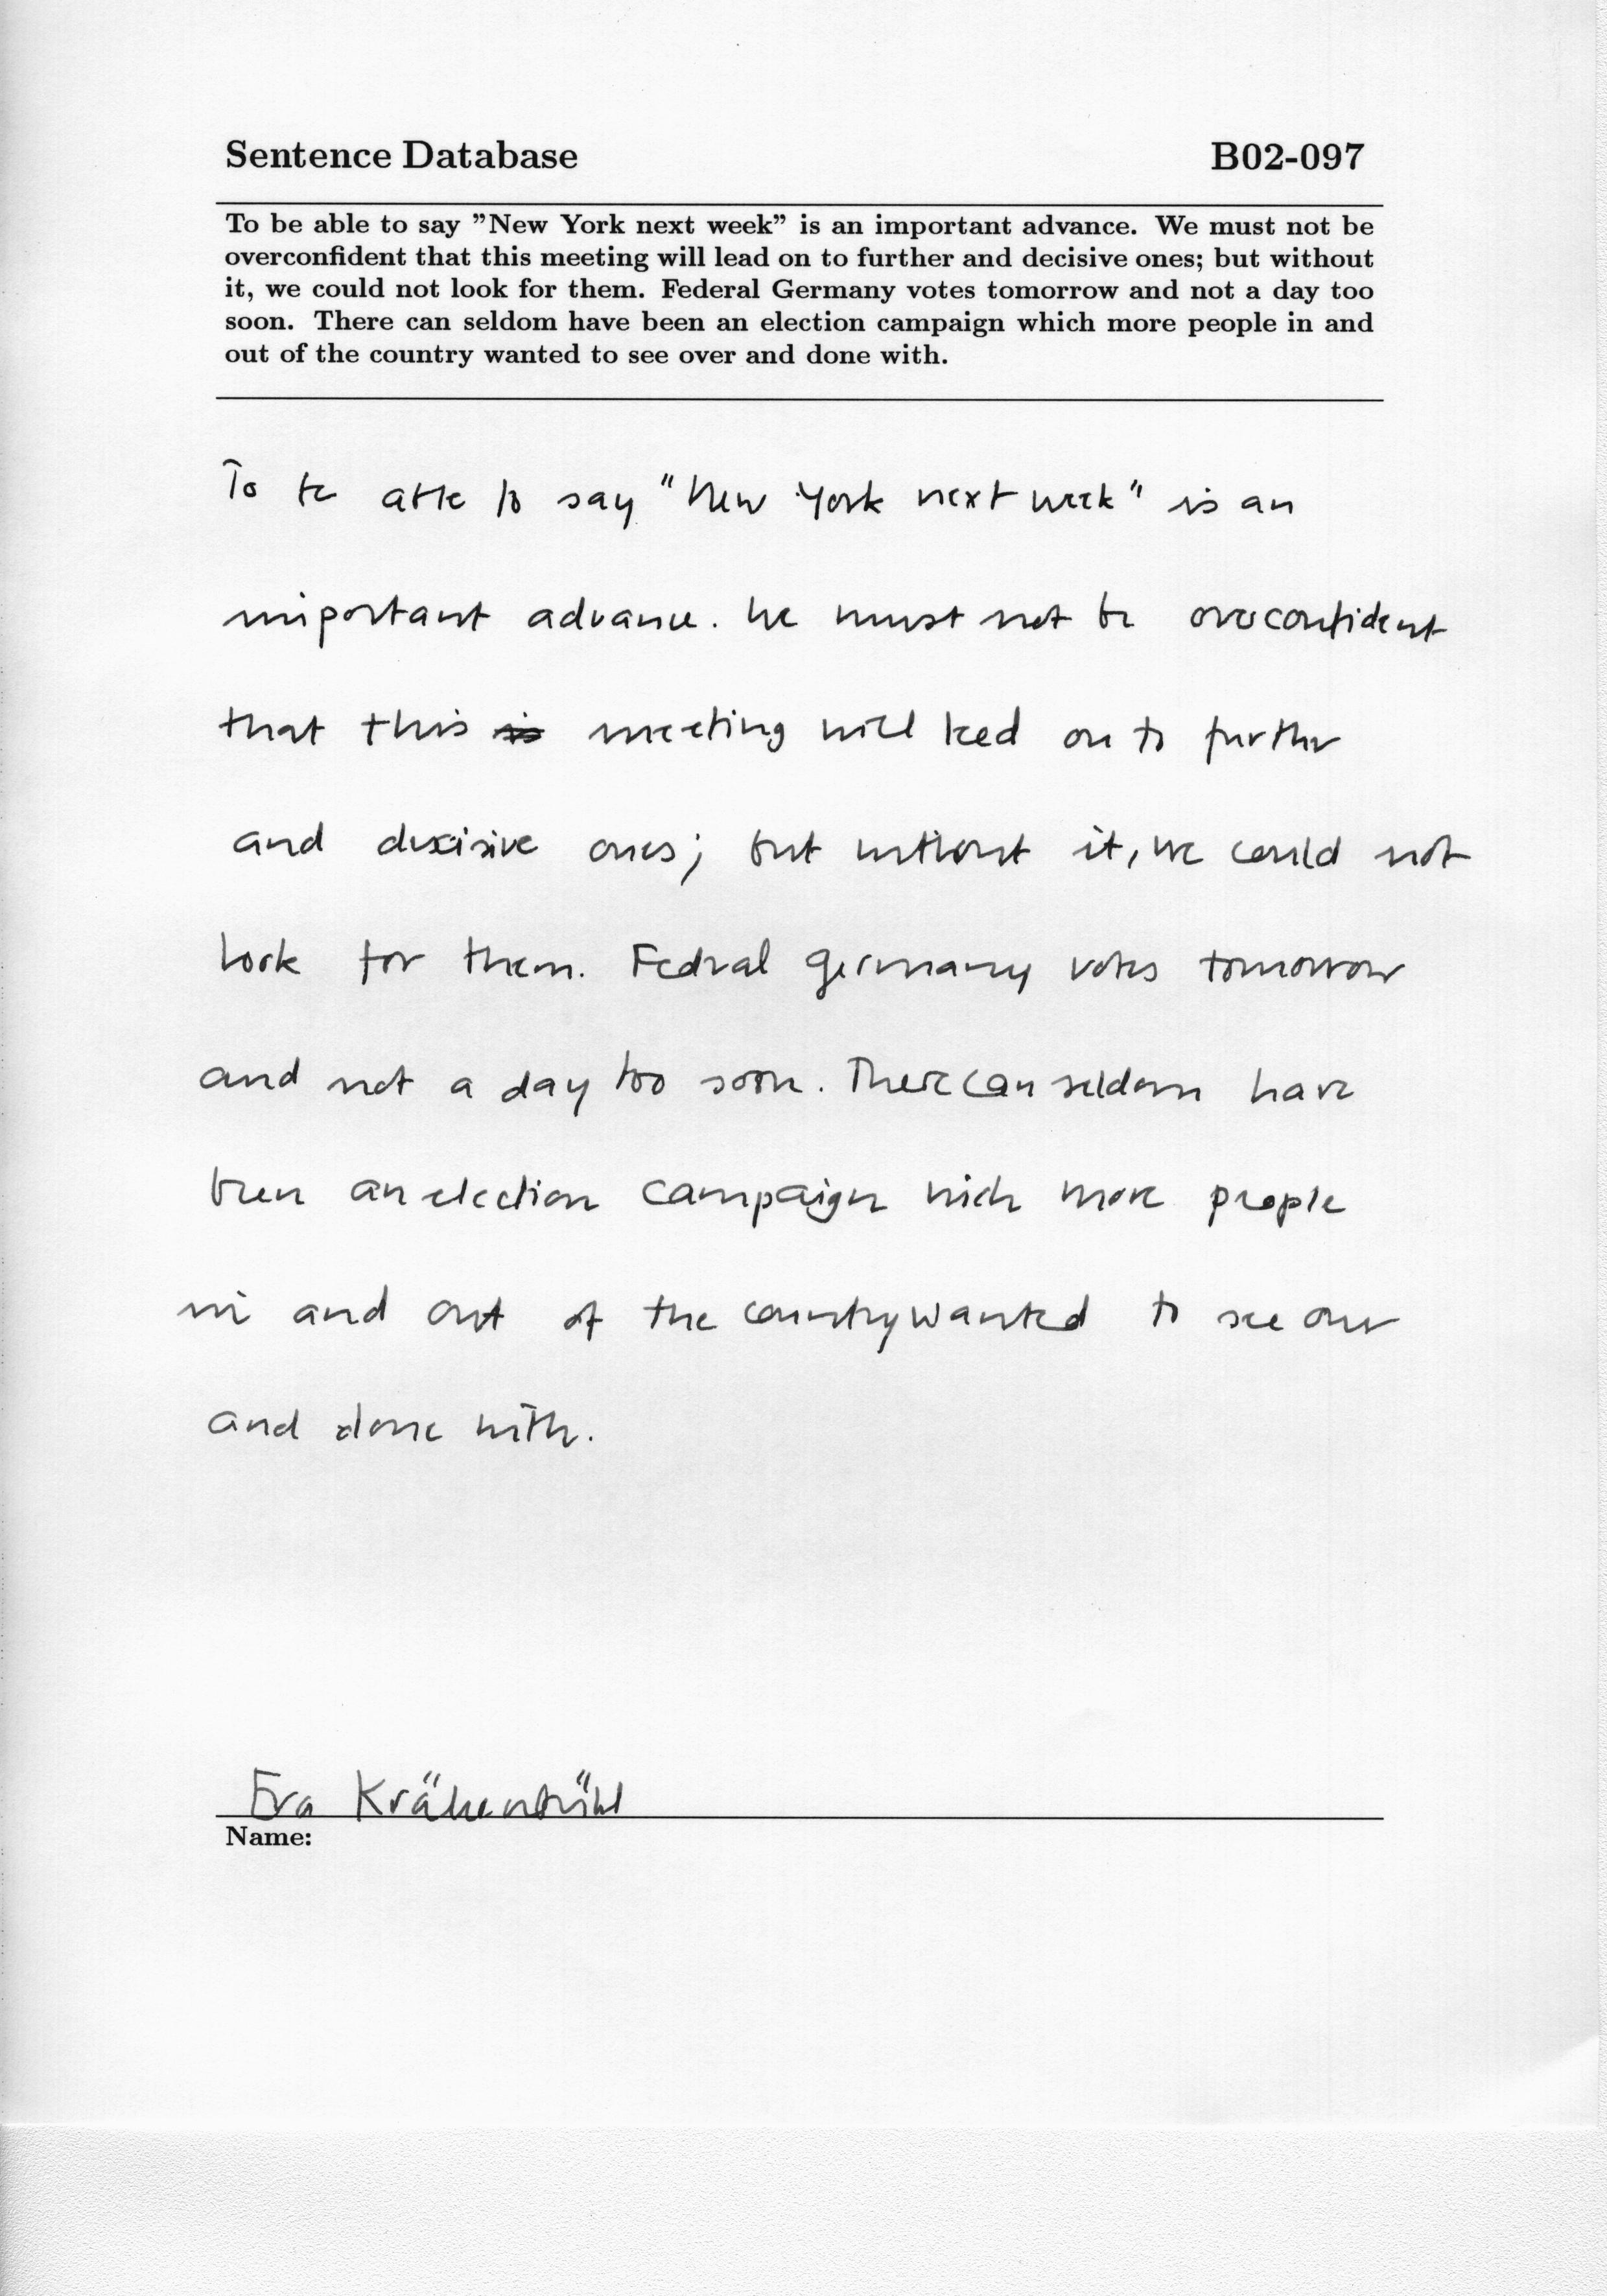 Sentence Database B02-097
To be able to say ”New York next week” is an important advance. We must not be
overconfident that this meeting will lead on to further and decisive ones; but without
it, we could not look for them. Federal Germany votes tomorrow and not a day too
soon. There can seldom have been an election campaign which more people in and
out of the country wanted to see over and done with.
To be able to say "New York next week" is an
important advance. We must not be overconfident
that this is meeting will lead on to further
and decisive ones; but without it, we could not
look for them. Fedral Germany votes tomorrow
and not a day too soon. There can seldom have
been an election campaign wich more people
in and out of the country wanted to see over
and done with.
Eva Krähenbühl
Name: